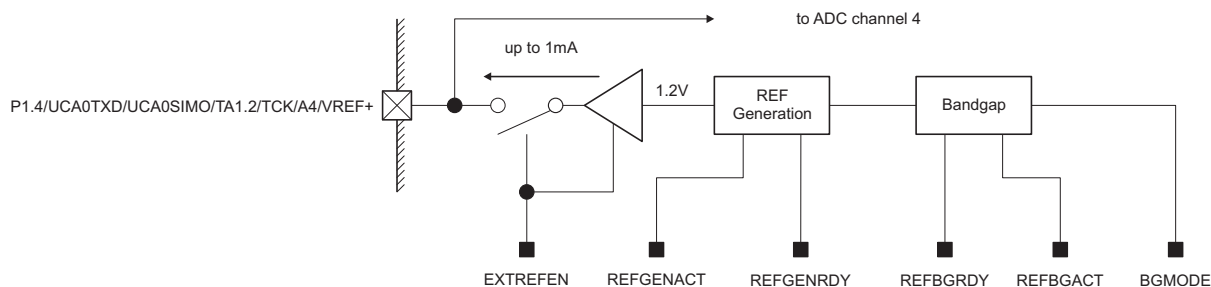 to ADC channel 4
up to 1mA
P1.4/UCA0TXD/UCA0SIMO/TA1.2/TCK/A4/VREF+
1.2V
REF
Generation
Bandgap
EXTREFEN
REFGENACT
REFGENRDY
REFBGRDY
REFBGACT
BGMODE